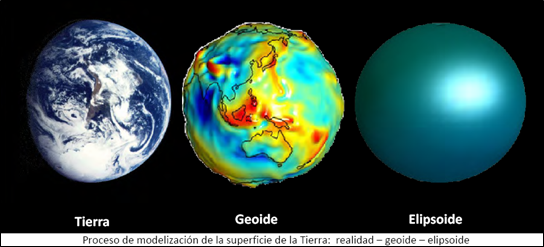 Tierra
Geoide
Elipsoide
Proceso de modelización de la superficie de la Tierra: realidad – geoide – elipsoide